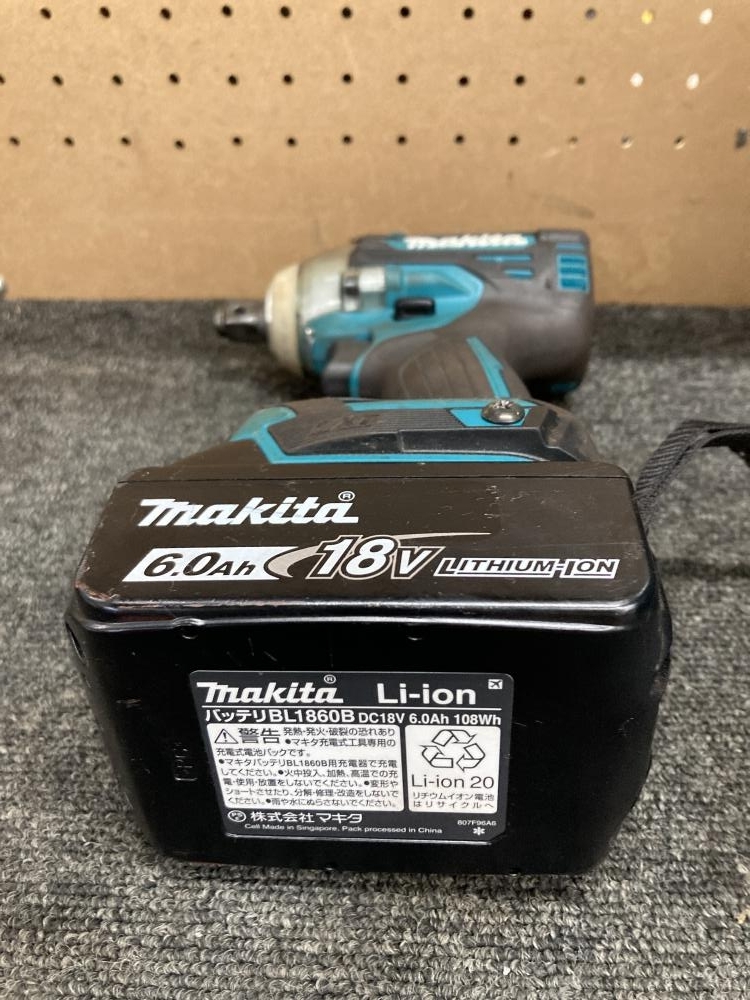 makita
makita®
6.0Ah 18V LITHIUM-ION
makita® Li-ion
バッテリBL1860B DC18V 6.0Ah 108Wh
警告 発熱・発火・破裂の恐れあり
•マキタ充電式工具専用の
充電式電池パックです。
•マキタバッテリBL1860B用充電器で充電
してください。•火中投入、加熱、高温での充
電・使用・放置をしないでください。•変形や
ショートさせたり、分解・修理・改造をしないで
ください。•雨や水にぬらさないでください。
Li-ion 20
リチウムイオン電池
はリサイクルへ
PSE 株式会社 マキタ
Cell Made in Singapore, Pack processed in China
807F96A6
*